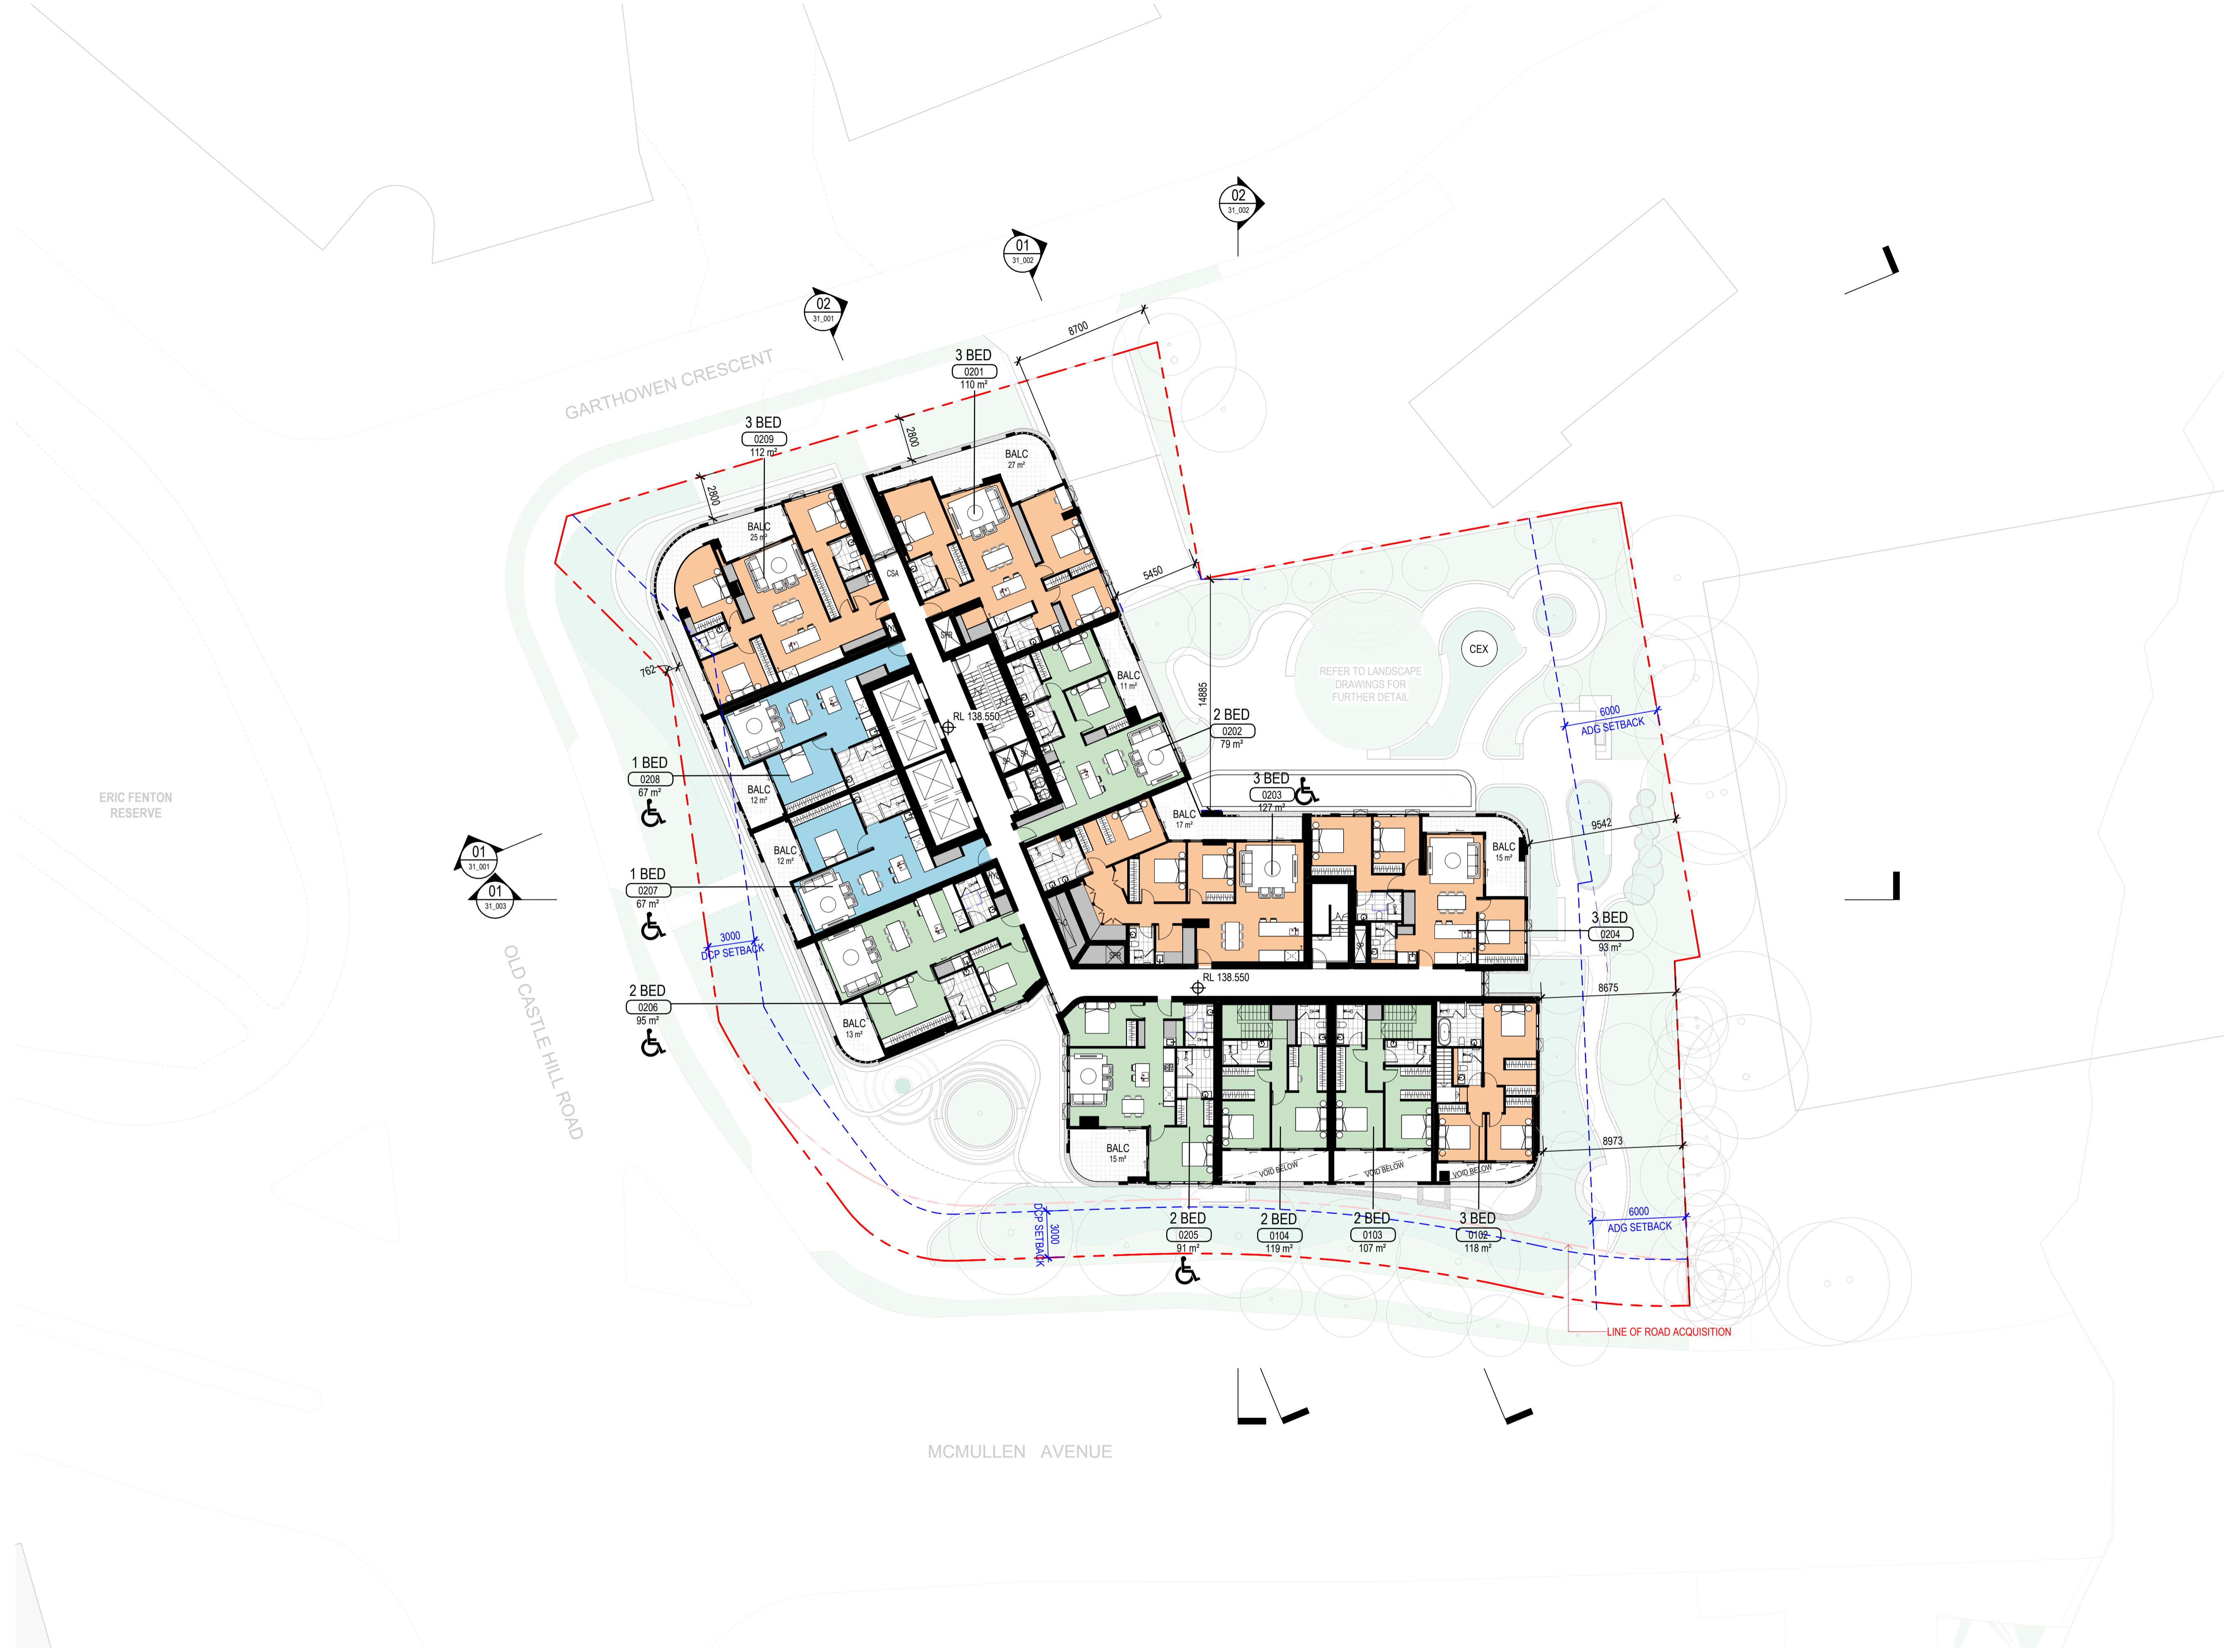 02
31_002
01
31_002
02
31_001
8700
GARTHOWEN CRESCENT
3 BED
0201
110 m²
3 BED
0209
112 m²
2800
2800
BALC
27 m²
BALC
25 m²
CSA
5450
SPR
762
BALC
11 m²
RL 138.550
14885
REFER TO LANDSCAPE
DRAWINGS FOR
FURTHER DETAIL
CEX
6000
ADG SETBACK
2 BED
0202
79 m²
1 BED
0208
67 m²
BALC
12 m²
3 BED
0203
127 m²
ERIC FENTON
RESERVE
BALC
17 m²
9542
BALC
12 m²
BALC
15 m²
01
31_001
01
31_003
1 BED
0207
67 m²
3 BED
0204
93 m²
3000
DCP SETBACK
SPR
RL 138.550
2 BED
0206
95 m²
8675
BALC
13 m²
OLD CASTLE HILL ROAD
BALC
15 m²
8973
VOID BELOW
VOID BELOW
VOID BELOW
2 BED
0205
91 m²
2 BED
0104
119 m²
2 BED
0103
107 m²
3 BED
0102
118 m²
3000
DCP SETBACK
6000
ADG SETBACK
LINE OF ROAD ACQUISITION
MCMULLEN AVENUE